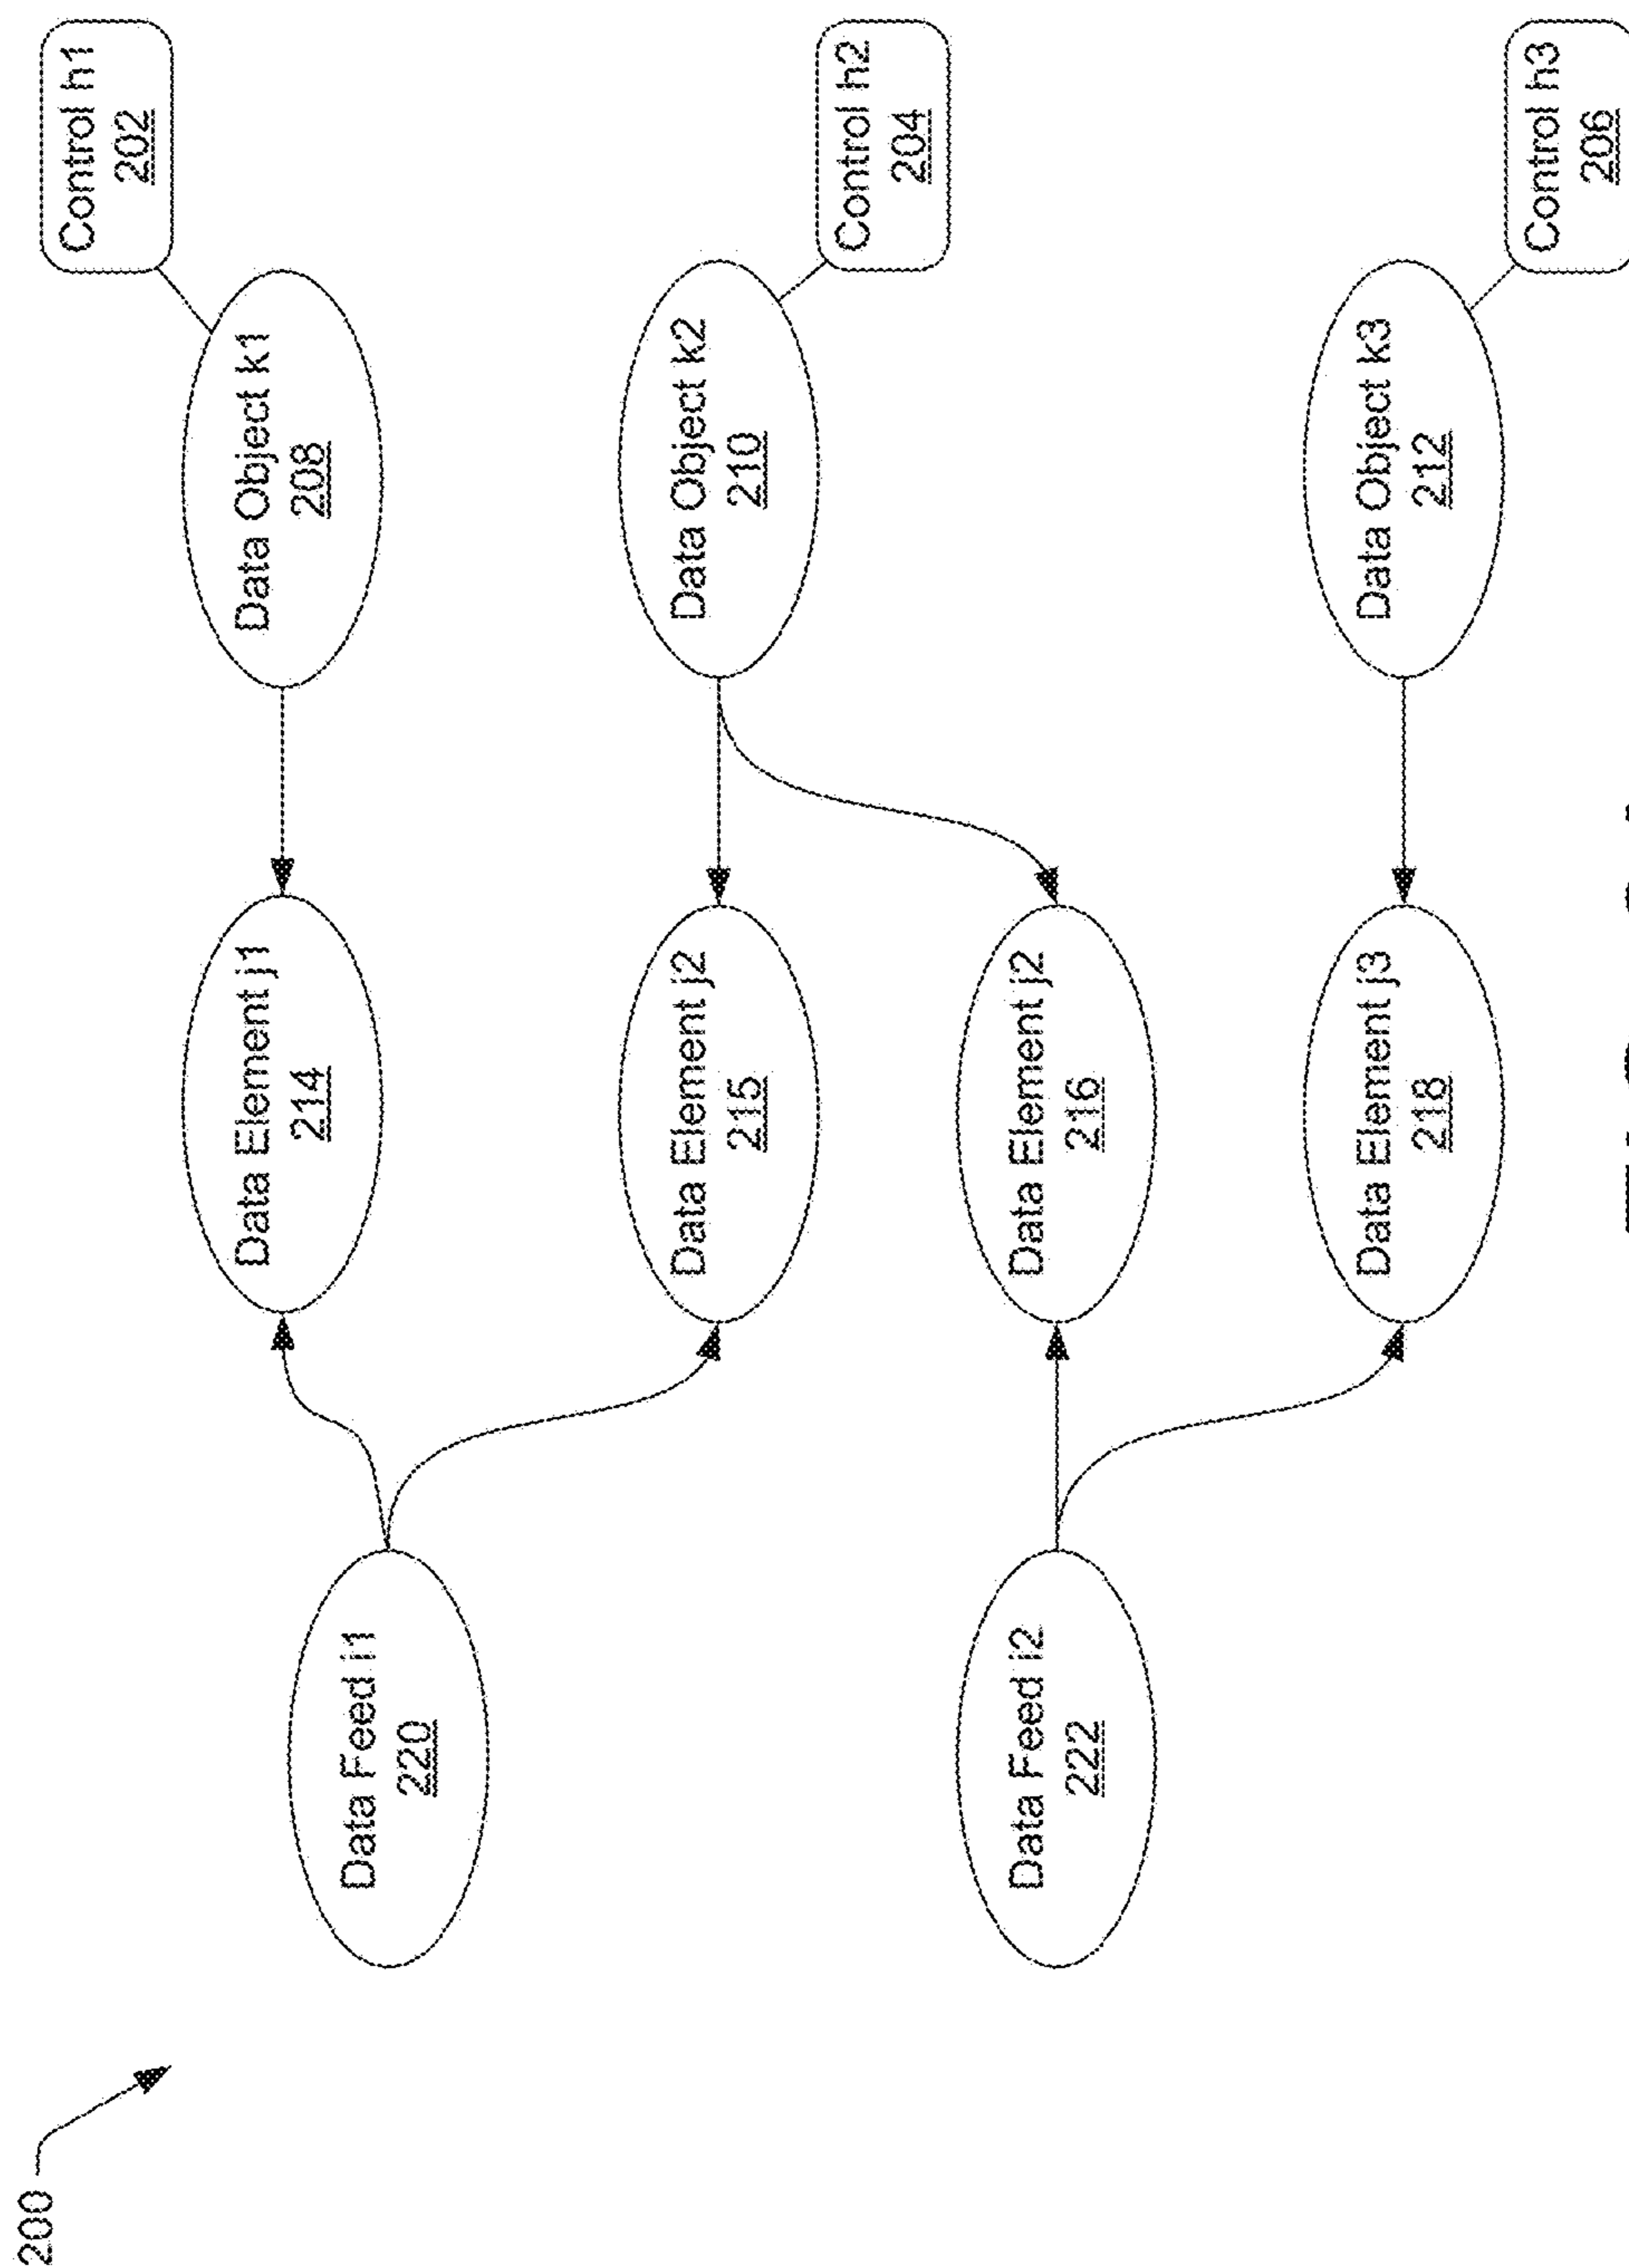 200
Control h1
202
Data Object k1
208
Data Element j1
214
Data Feed i1
220
Control h2
204
Data Object k2
210
Data Element j2
215
Data Element j2
216
Data Feed i2
222
Control h3
206
Data Object k3
212
Data Element j3
218